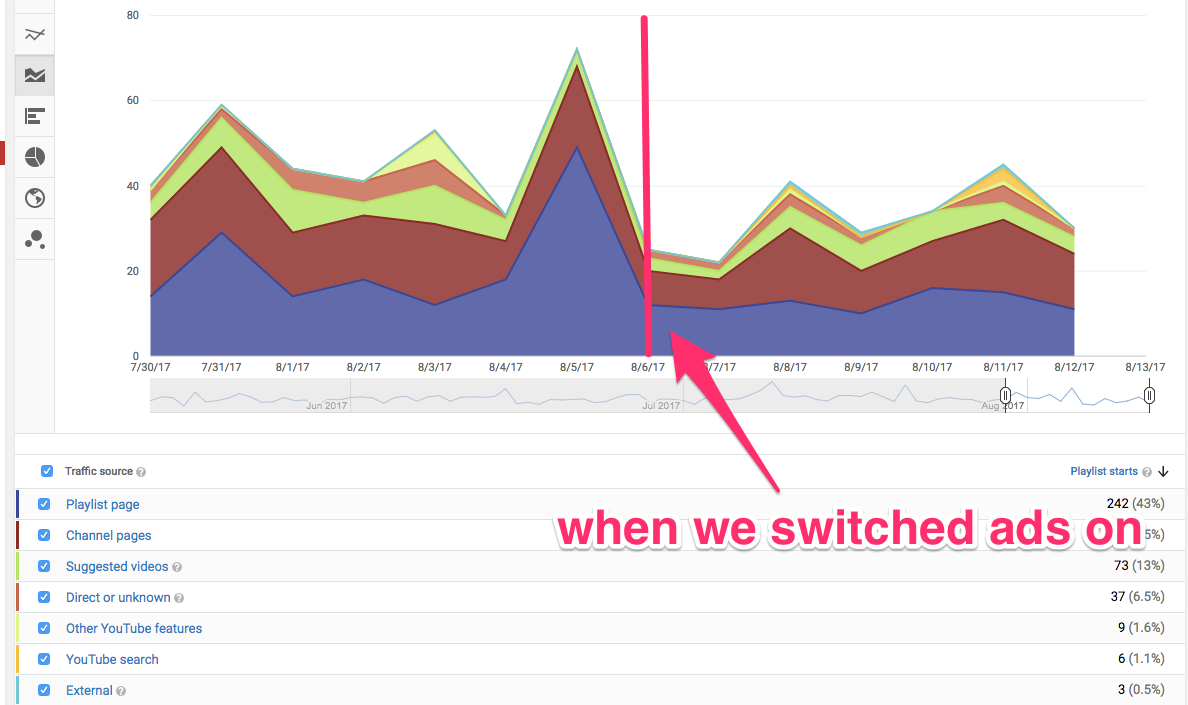 80
60
40
20
0
7/30/17 7/31/17 8/1/17 8/2/17 8/3/17 8/4/17 8/5/17 8/6/17 8/7/17 8/8/17 8/9/17 8/10/17 8/11/17 8/12/17 8/13/17
Jun 2017 Jul 2017 Aug 2017
Traffic source ? Playlist starts ?
Playlist page 242 (43%)
Channel pages 5%)
when we switched ads on
Suggested videos ? 73 (13%)
Direct or unknown ? 37 (6.5%)
Other YouTube features 9 (1.6%)
YouTube search 6 (1.1%)
External ? 3 (0.5%)